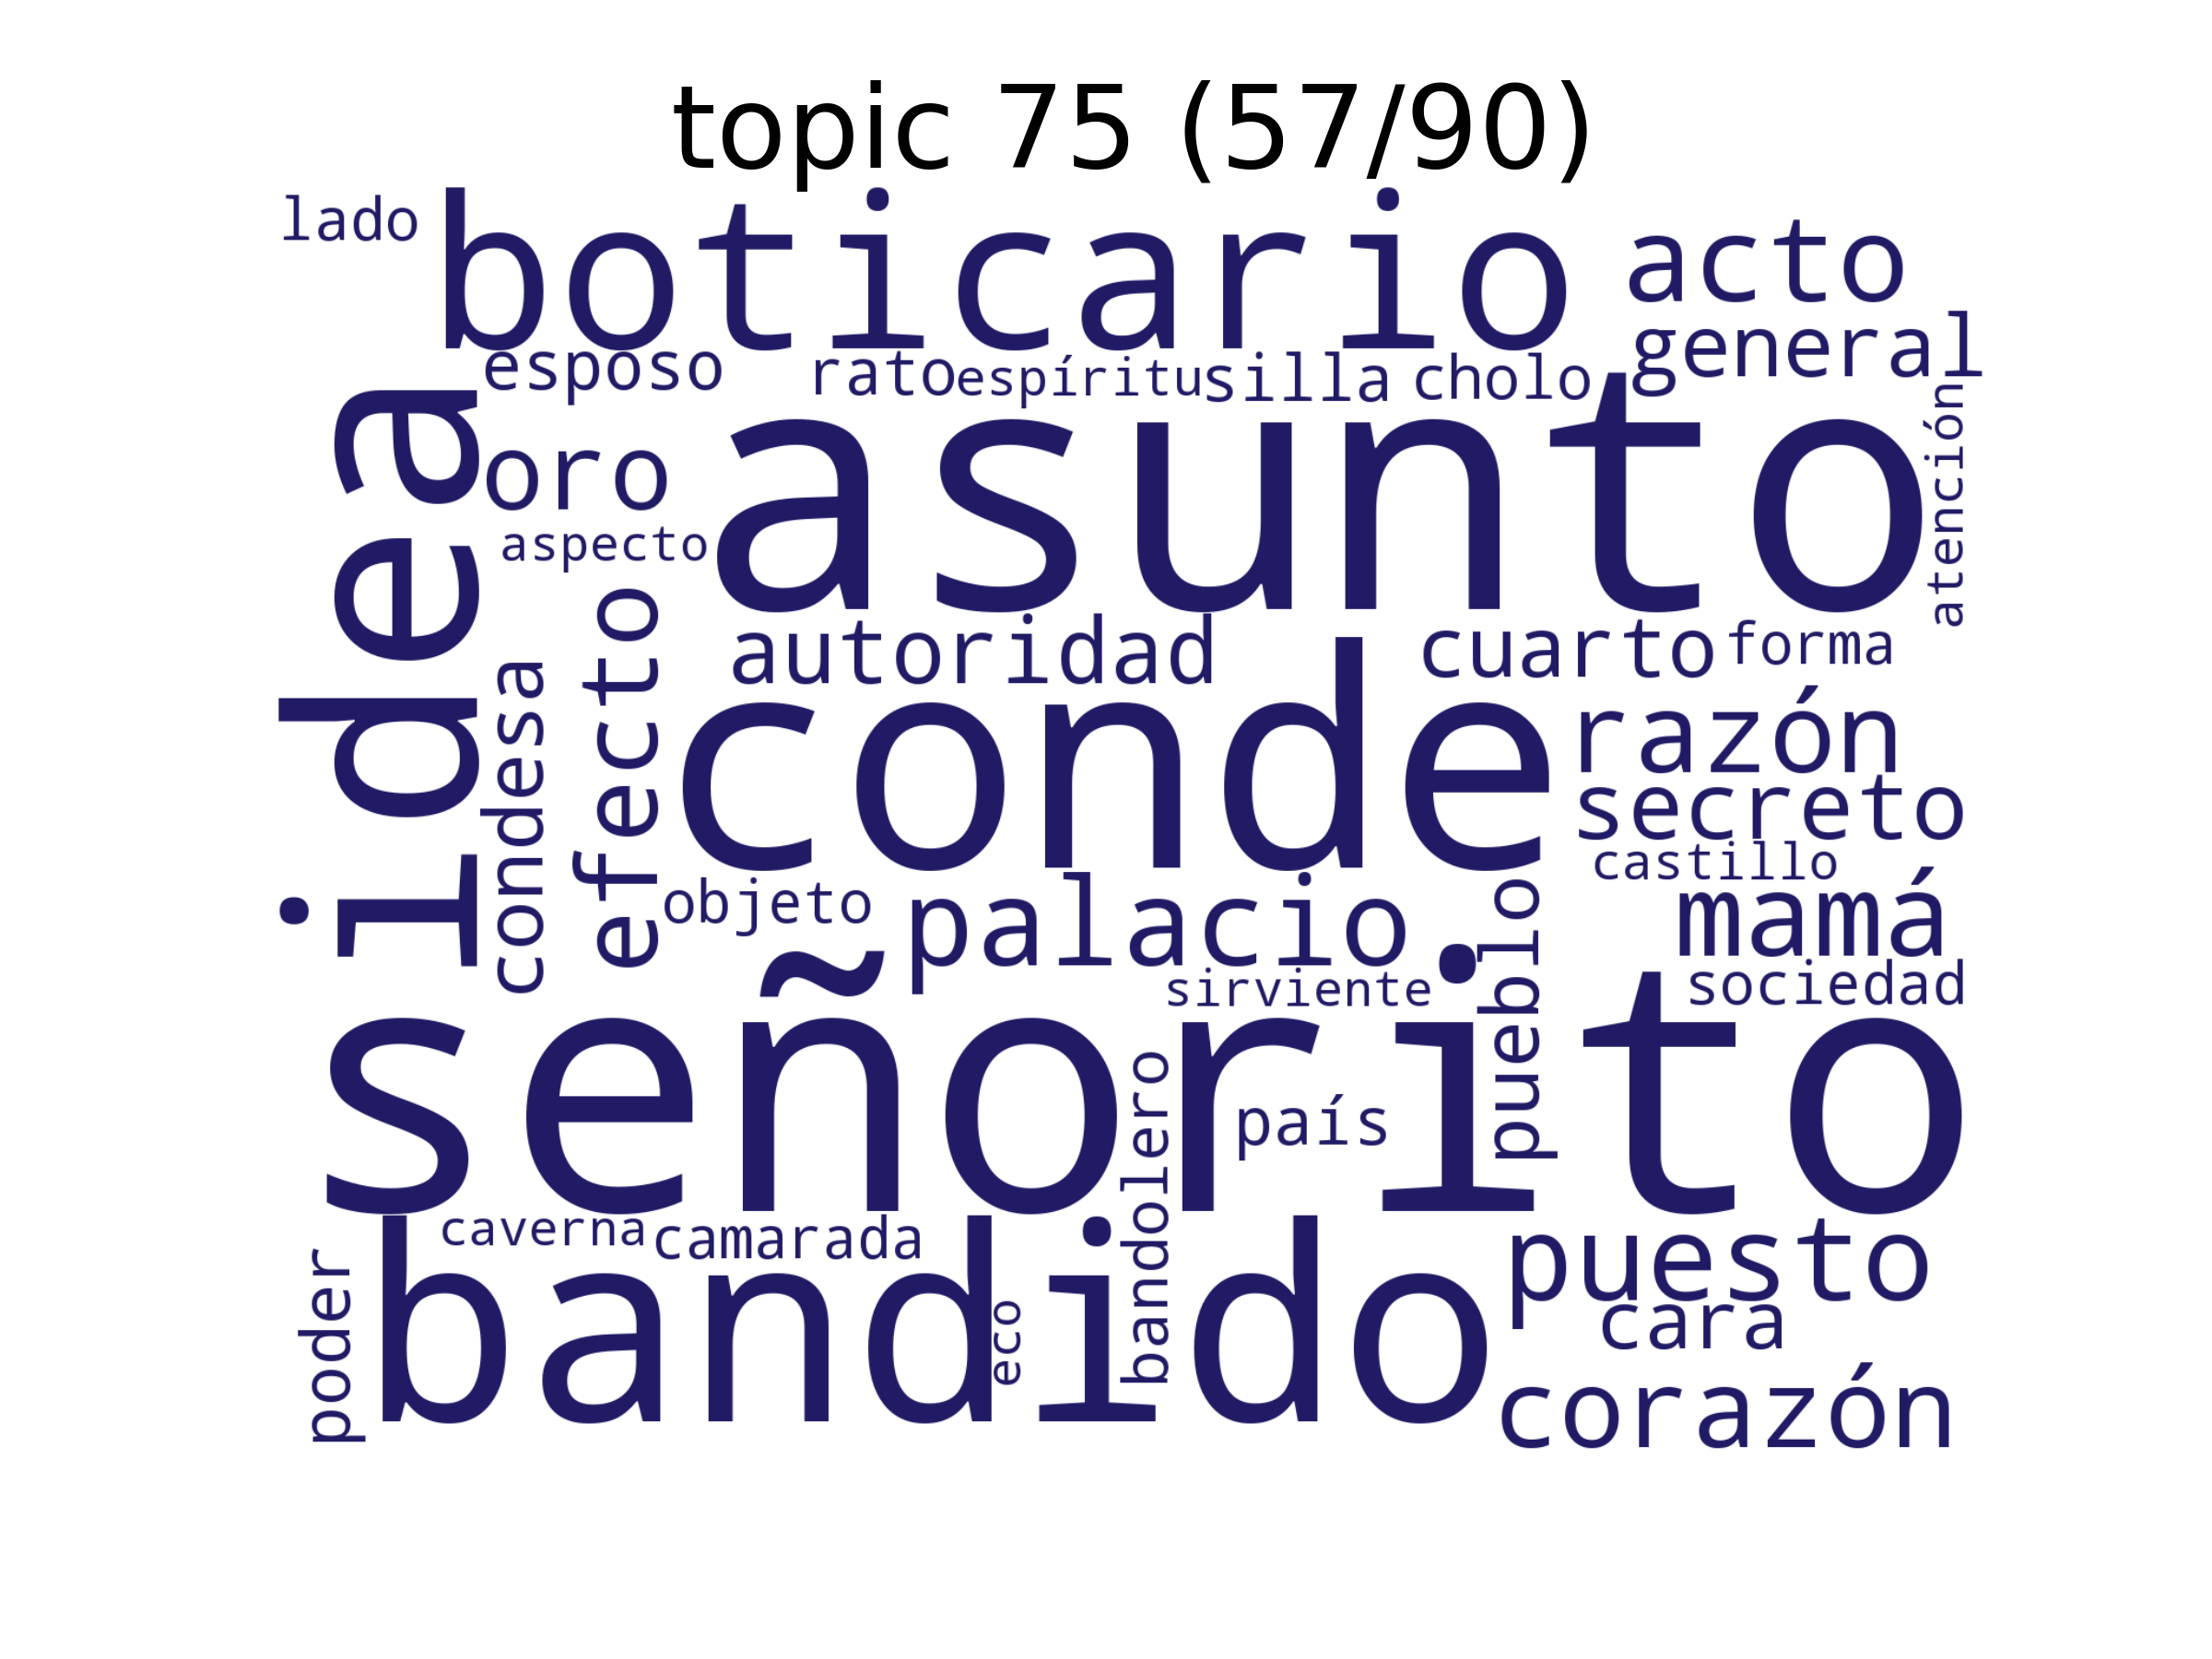 topic 75 (57/90)
lado
boticario
acto
general
esposo
rato
espíritu
silla
cholo
idea
oro
asunto
atención
aspecto
autoridad
cuarto
forma
condesa
efecto
conde
razón
secreto
castillo
objeto
palacio
pueblo
mamá
sirviente
sociedad
señorito
bandolero
país
caverna
camarada
poder
bandido
eco
puesto
cara
corazón